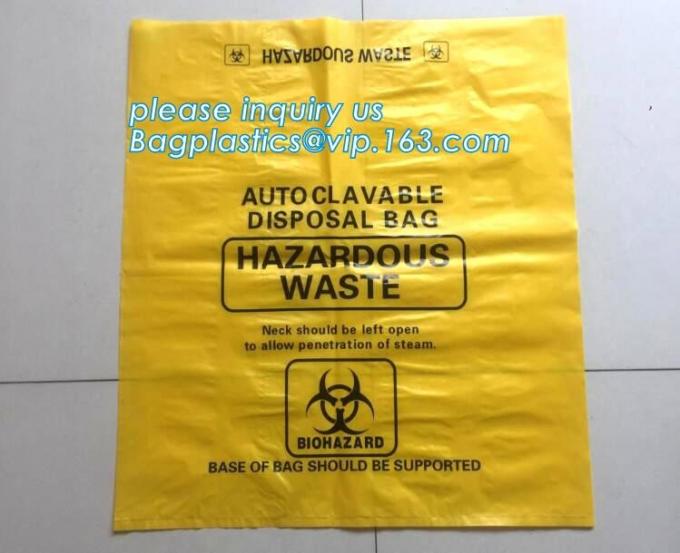 HAZARDOUS WASTE
please inquiry us
Bagplastics@vip.163.com
AUTOCLAVABLE
DISPOSAL BAG
HAZARDOUS
WASTE
Neck should be left open
to allow penetration of steam.
BIOHAZARD
BASE OF BAG SHOULD BE SUPPORTED